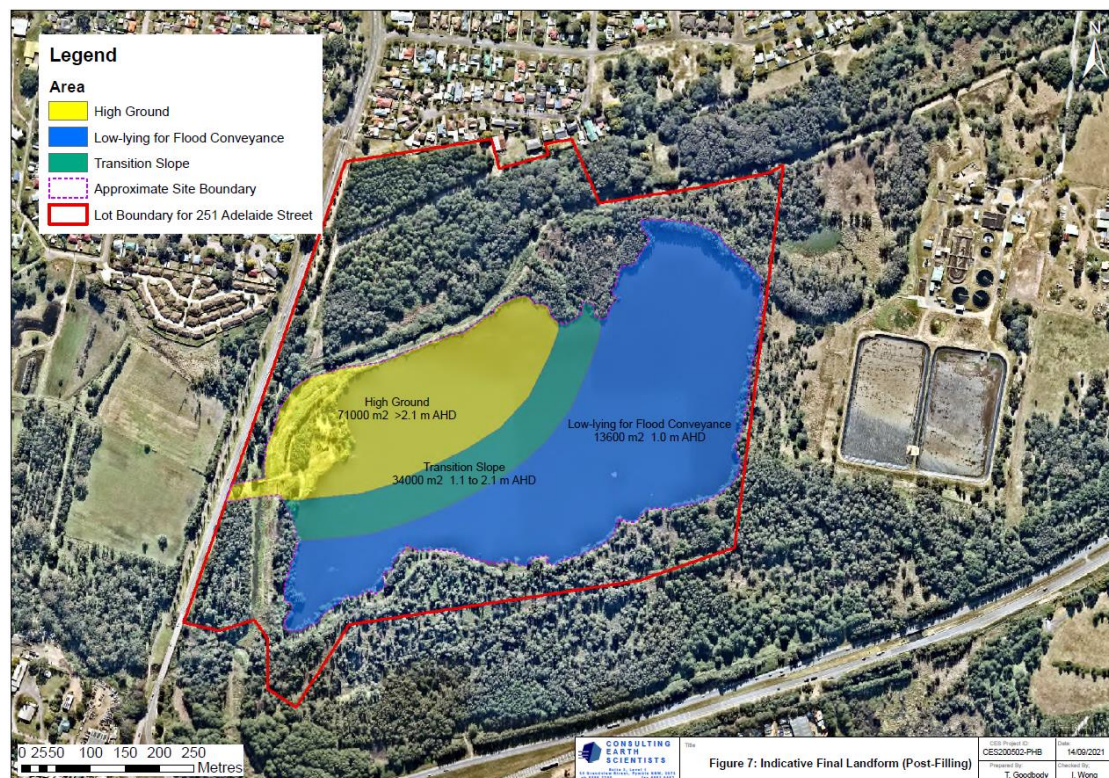 Legend
Area
High Ground
Low-lying for Flood Conveyance
Transition Slope
Approximate Site Boundary
Lot Boundary for 251 Adelaide Street
N
High Ground
71000 m2 >2.1 m AHD
Low-lying for Flood Conveyance
13600 m2 1.0 m AHD
Transition Slope
34000 m2 1.1 to 2.1 m AHD
0 2550 100 150 200 250
Metres
CONSULTING
EARTH
SCIENTISTS
Title
Figure 7: Indicative Final Landform (Post-Filling)
CES Project ID:
CES200502-PHB
Date:
14/09/2021
Prepared By:
T. Goodbody
Checked By:
L Wong